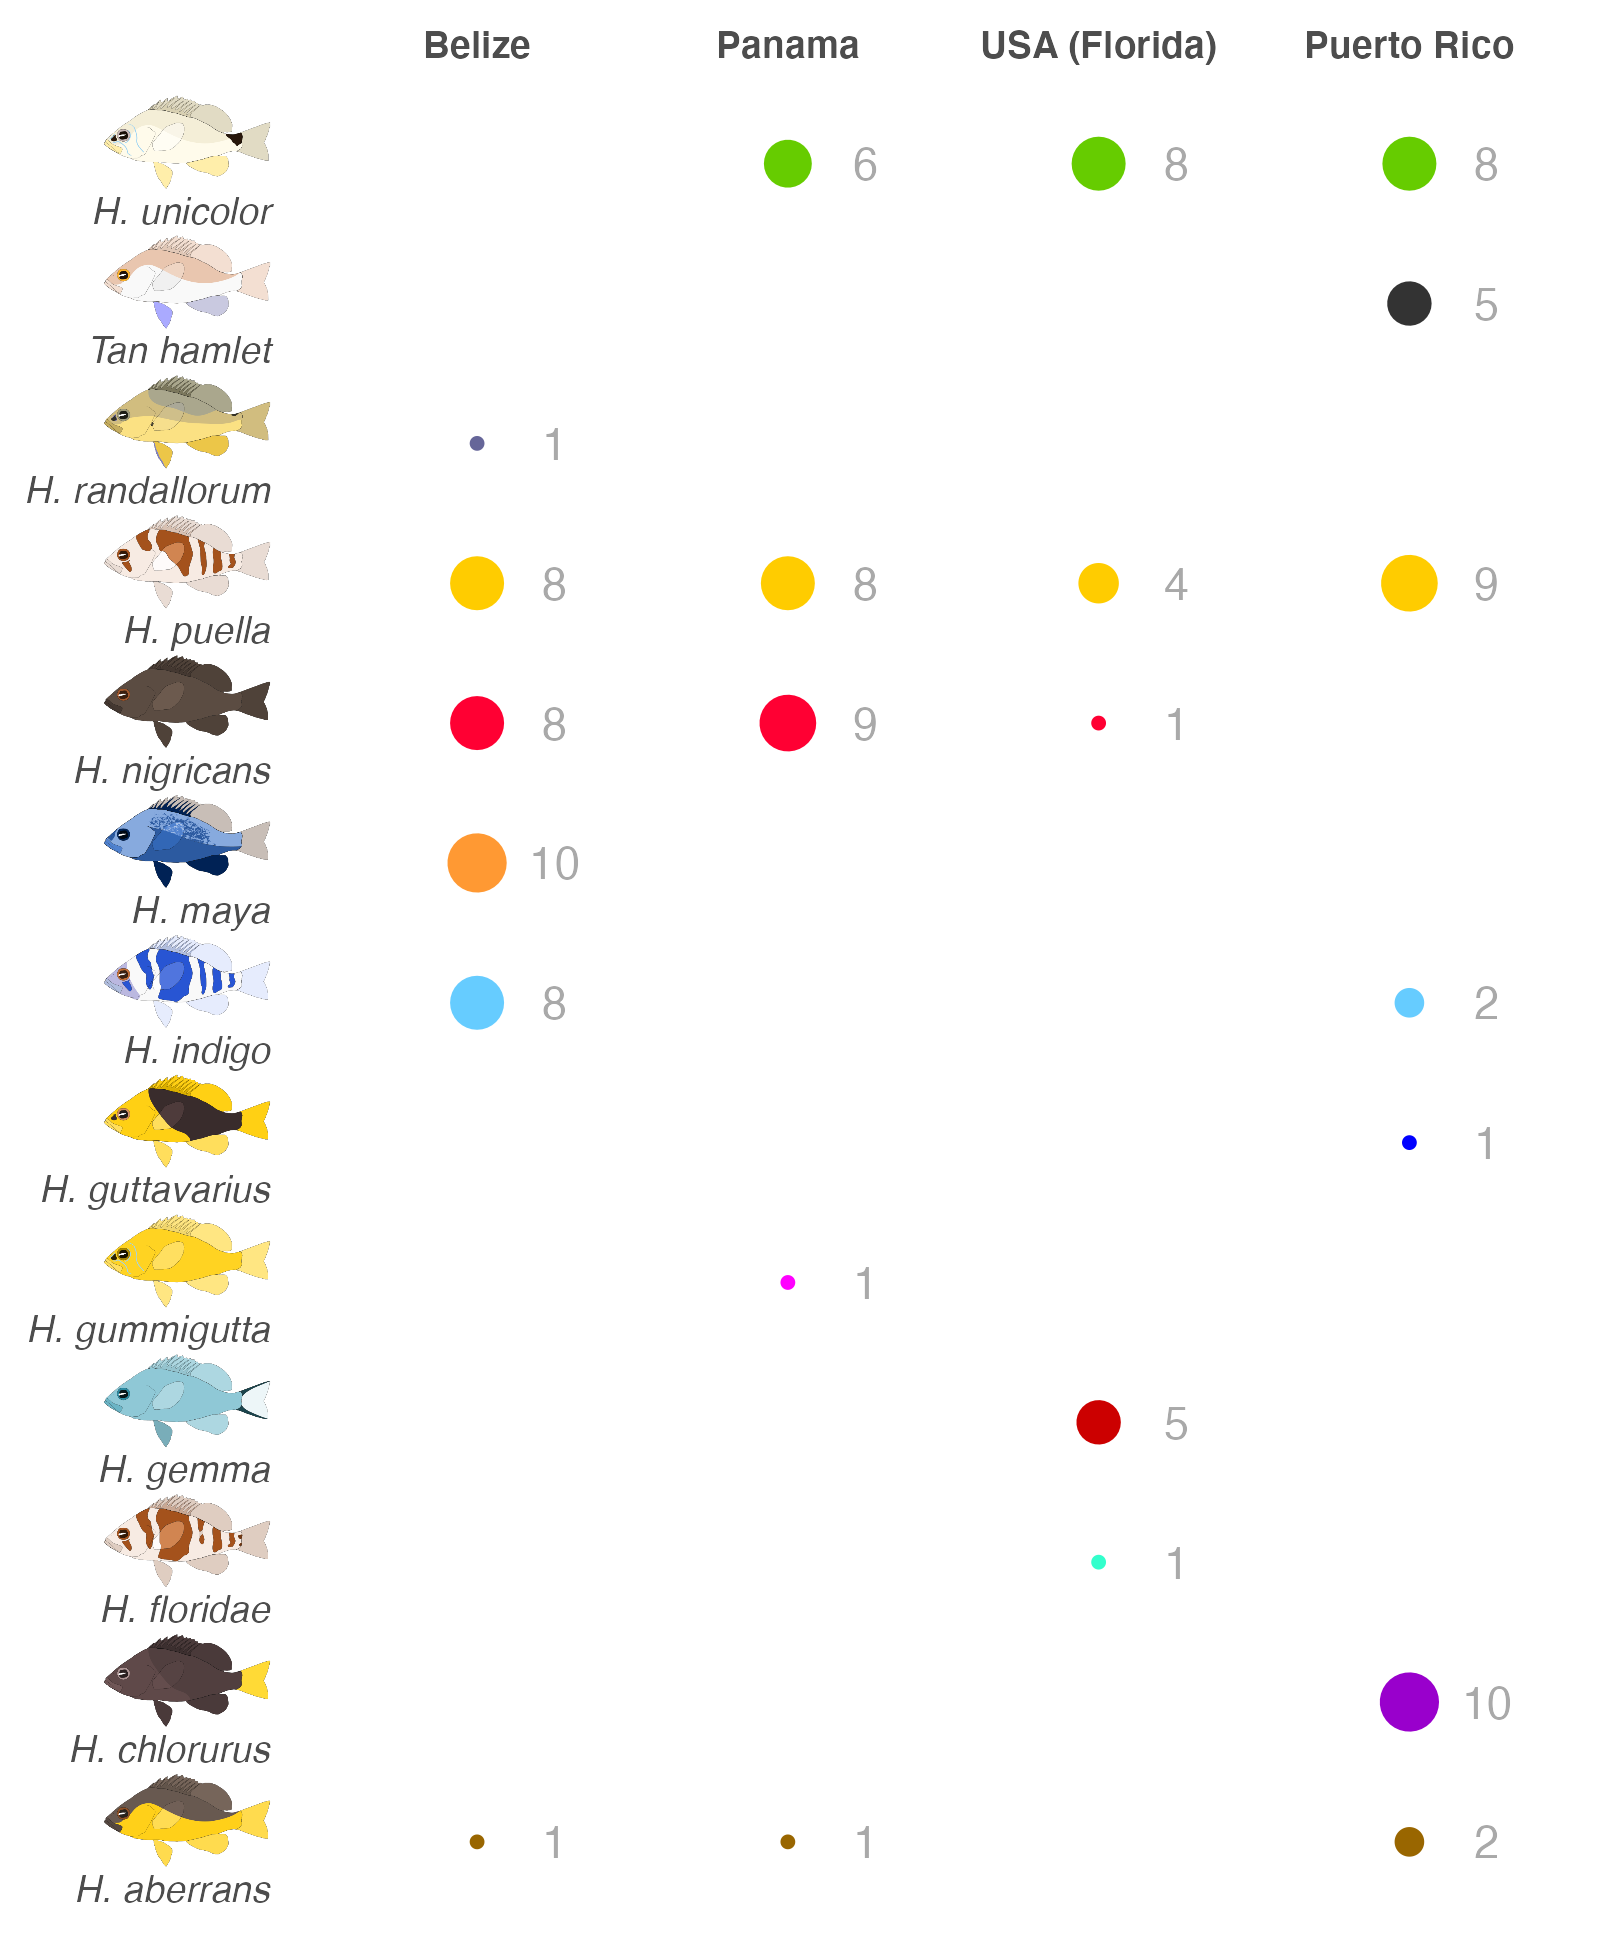 Belize Panama USA (Florida) Puerto Rico
6 8 8
H. unicolor
5
Tan hamlet
1
H. randallorum
8 8 4 9
H. puella
8 9 1
H. nigricans
10
H. maya
8 2
H. indigo
1
H. guttavarius
1
H. gummigutta
5
H. gemma
1
H. floridae
10
H. chlorurus
1 1 2
H. aberrans